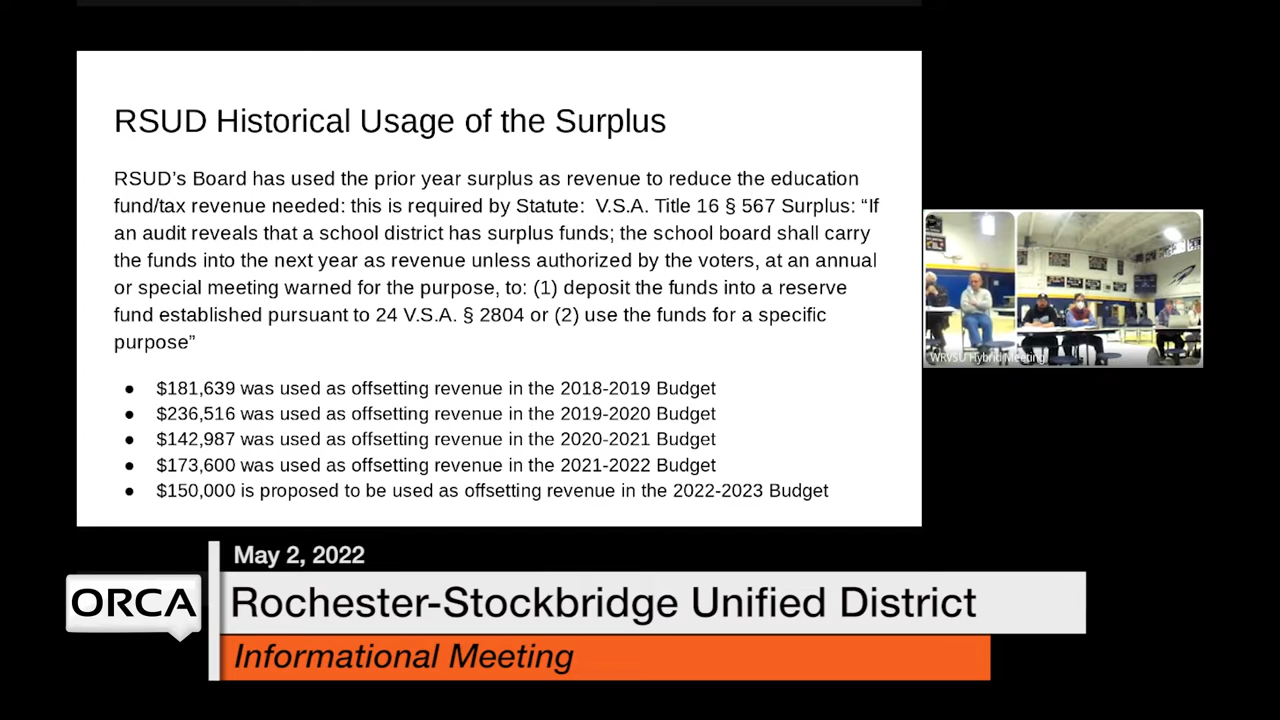 RSUD Historical Usage of the Surplus
RSUD's Board has used the prior year surplus as revenue to reduce the education
fund/tax revenue needed: this is required by Statute:  V.S.A. Title 16 § 567 Surplus: “If
an audit reveals that a school district has surplus funds; the school board shall carry
the funds into the next year as revenue unless authorized by the voters, at an annual
or special meeting warned for the purpose, to: (1) deposit the funds into a reserve
fund established pursuant to 24 V.S.A. § 2804 or (2) use the funds for a specific
purpose”
● $181,639 was used as offsetting revenue in the 2018-2019 Budget
● $236,516 was used as offsetting revenue in the 2019-2020 Budget
● $142,987 was used as offsetting revenue in the 2020-2021 Budget
● $173,600 was used as offsetting revenue in the 2021-2022 Budget
● $150,000 is proposed to be used as offsetting revenue in the 2022-2023 Budget
WRVSU Hybrid Meeting
May 2, 2022
ORCA
Rochester-Stockbridge Unified District
Informational Meeting